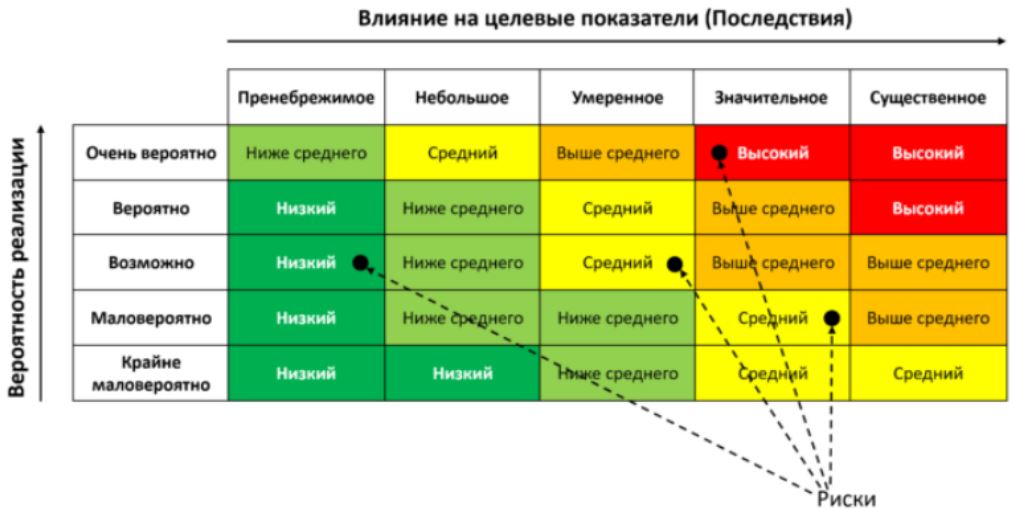 Влияние на целевые показатели (Последствия)
Пренебрежимое Небольшое Умеренное Значительное Существенное
Вероятность реализации
Очень вероятно Ниже среднего Средний Выше среднего Высокий Высокий
Вероятно Низкий Ниже среднего Средний Выше среднего Высокий
Возможно Низкий Ниже среднего Средний Выше среднего Выше среднего
Маловероятно Низкий Ниже среднего Ниже среднего Средний Выше среднего
Крайне
маловероятно Низкий Низкий Ниже среднего Средний Средний
Риски